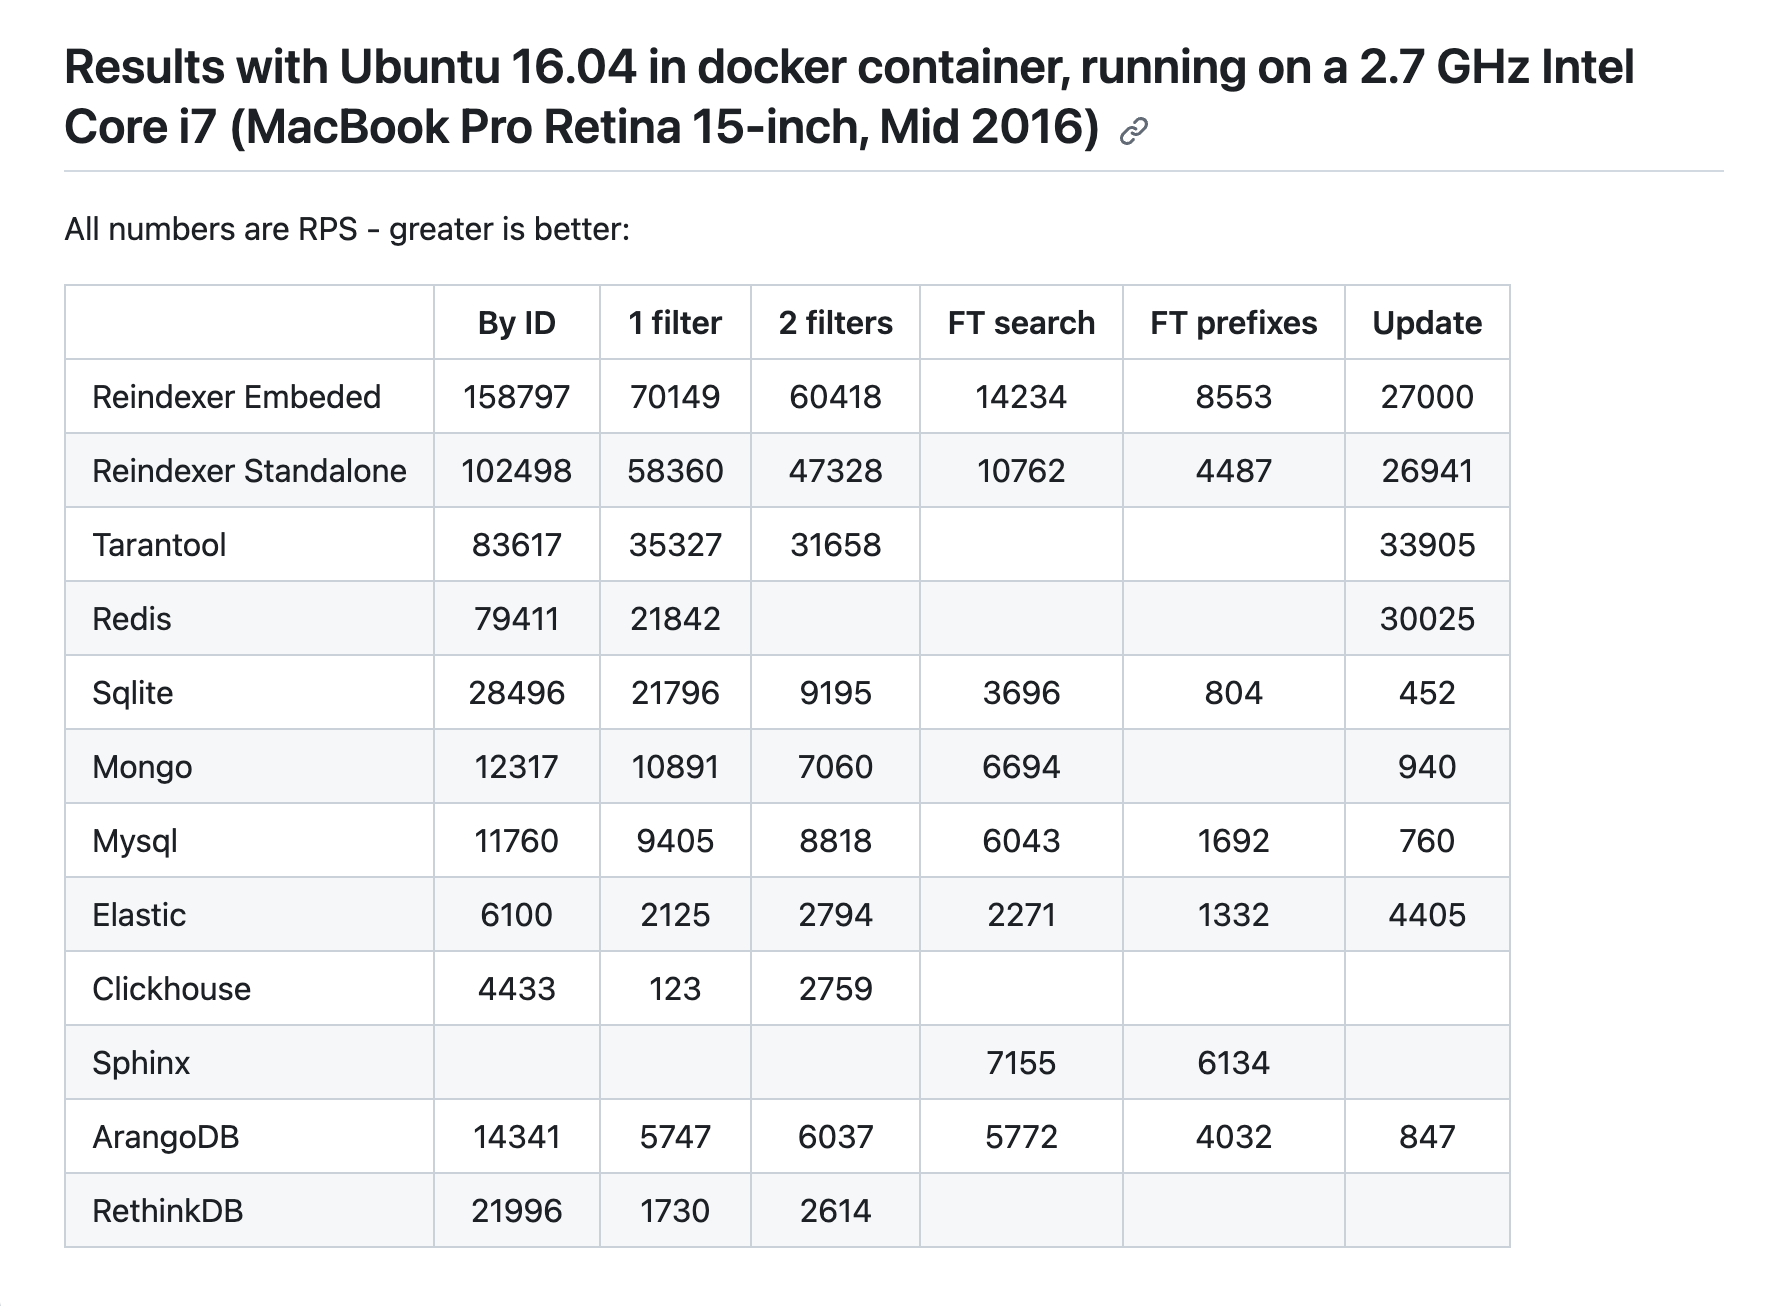 Results with Ubuntu 16.04 in docker container, running on a 2.7 GHz Intel
Core i7 (MacBook Pro Retina 15-inch, Mid 2016)
All numbers are RPS - greater is better:
By ID 1 filter 2 filters FT search FT prefixes Update
Reindexer Embeded 158797 70149 60418 14234 8553 27000
Reindexer Standalone 102498 58360 47328 10762 4487 26941
Tarantool 83617 35327 31658 33905
Redis 79411 21842 30025
Sqlite 28496 21796 9195 3696 804 452
Mongo 12317 10891 7060 6694 940
Mysql 11760 9405 8818 6043 1692 760
Elastic 6100 2125 2794 2271 1332 4405
Clickhouse 4433 123 2759
Sphinx 7155 6134
ArangoDB 14341 5747 6037 5772 4032 847
RethinkDB 21996 1730 2614